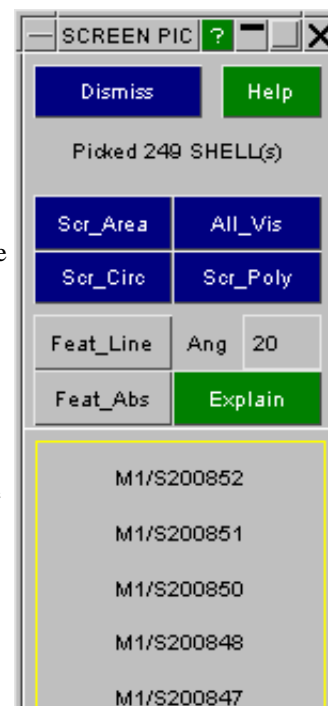 SCREEN PIC ?
Dismiss Help
Picked 249 SHELL(s)
Scr_Area All_Vis
Scr_Circ Scr_Poly
Feat_Line Ang 20
Feat_Abs Explain
M1/S200852
M1/S200851
M1/S200850
M1/S200848
M1/S200847